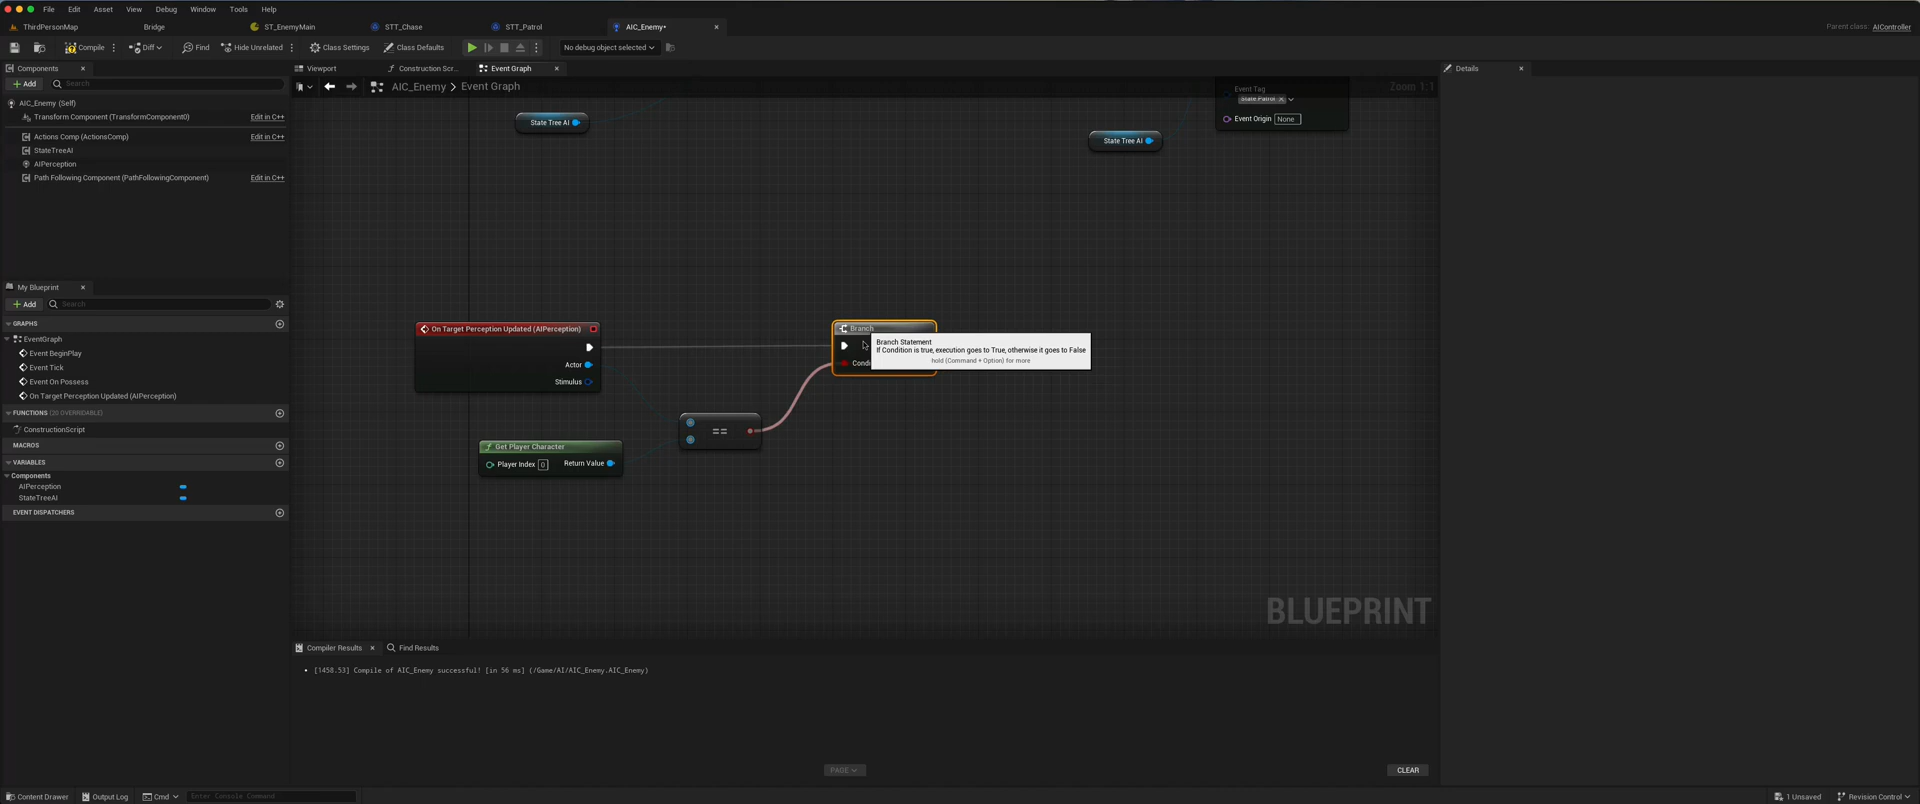 File Edit Asset View Debug Window Tools Help
ThirdPersonMap Bridge ST_EnemyMain STT_Chase STT_Patrol AIC_Enemy• Parent class: AIController
Compile Diff Find Hide Unrelated Class Settings Class Defaults No debug object selected
Components
Add Search
AIC_Enemy (Self)
Transform Component (TransformComponent0) Edit in C++
Actions Comp (ActionsComp) Edit in C++
StateTreeAI
AIPerception
Path Following Component (PathFollowingComponent) Edit in C++
My Blueprint
Add Search
GRAPHS
EventGraph
Event BeginPlay
Event Tick
Event On Possess
On Target Perception Updated (AIPerception)
FUNCTIONS (20 OVERRIDABLE)
ConstructionScript
MACROS
VARIABLES
Components
AIPerception
StateTreeAI
EVENT DISPATCHERS
Viewport Construction Scr... Event Graph
AIC_Enemy > Event Graph Zoom 1:1
State Tree AI
State Tree AI
Event Tag
State.Patrol
Event Origin None
On Target Perception Updated (AIPerception)
Actor
Stimulus
Get Player Character
Player Index 0 Return Value
==
Branch
Condi
Branch Statement
If Condition is true, execution goes to True, otherwise it goes to False
hold (Command + Option) for more
BLUEPRINT
Compiler Results Find Results
[1458.53] Compile of AIC_Enemy successful! [in 56 ms] (/Game/AI/AIC_Enemy.AIC_Enemy)
PAGE
CLEAR
Details
Content Drawer Output Log Cmd Enter Console Command 1 Unsaved Revision Control